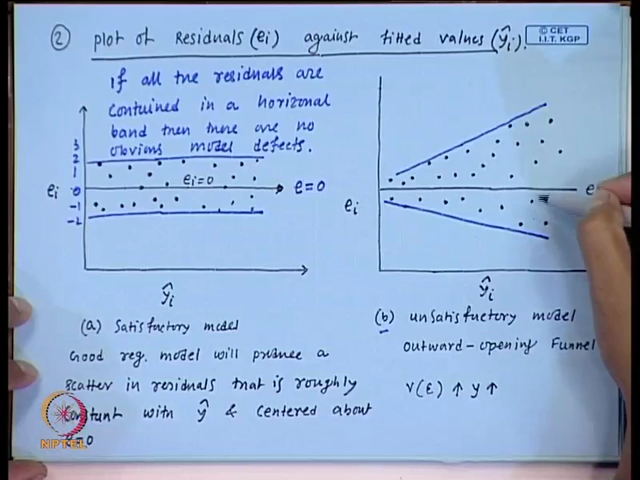 ② plot of Residuals (eᵢ) against fitted values (ŷᵢ).
© CET
I.I.T. KGP
If all the residuals are
contained in a horizonal
band then there are no
obvious model defects.
3
2
1
0
-1
-2
eᵢ
eᵢ=0
e=0
ŷᵢ
(a) Satisfactory model
Good reg. model will produce a
scatter in residuals that is roughly
constant with ŷ & centered about
e=0
eᵢ
e
ŷᵢ
(b) unsatisfactory model
outward-opening Funnel
V(ε) ↑ y ↑
NPTEL